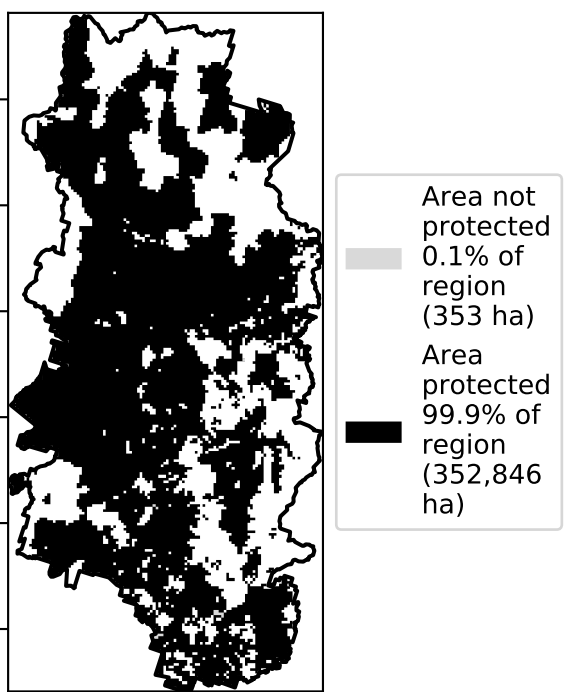 Area not
protected
0.1% of
region
(353 ha)
Area
protected
99.9% of
region
(352,846
ha)